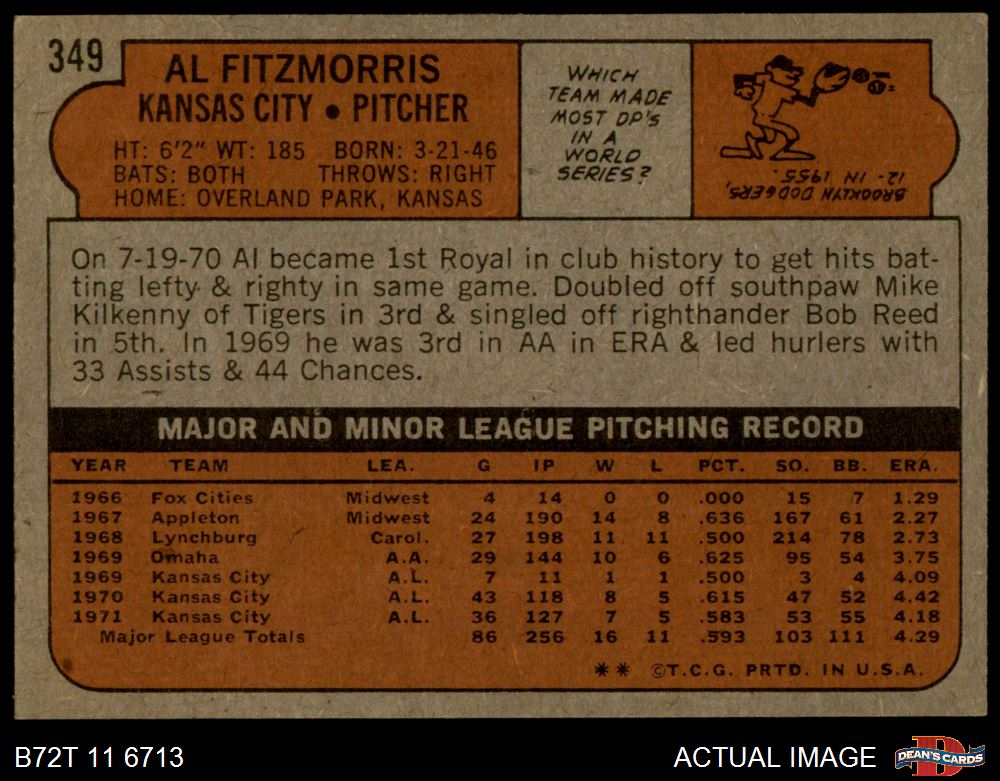 349
AL FITZMORRIS
KANSAS CITY • PITCHER
HT: 6'2" WT: 185 BORN: 3-21-46
BATS: BOTH THROWS: RIGHT
HOME: OVERLAND PARK, KANSAS
WHICH
TEAM MADE
MOST DP'S
IN A
WORLD
SERIES?
BROOKLYN DODGERS,
12 - IN 1955.
On 7-19-70 Al became 1st Royal in club history to get hits bat-
ting lefty & righty in same game. Doubled off southpaw Mike
Kilkenny of Tigers in 3rd & singled off righthander Bob Reed
in 5th. In 1969 he was 3rd in AA in ERA & led hurlers with
33 Assists & 44 Chances.
MAJOR AND MINOR LEAGUE PITCHING RECORD
YEAR TEAM LEA. G IP W L PCT. SO. BB. ERA.
1966 Fox Cities Midwest 4 14 0 0 .000 15 7 1.29
1967 Appleton Midwest 24 190 14 8 .636 167 61 2.27
1968 Lynchburg Carol. 27 198 11 11 .500 214 78 2.73
1969 Omaha A.A. 29 144 10 6 .625 95 54 3.75
1969 Kansas City A.L. 7 11 1 1 .500 3 4 4.09
1970 Kansas City A.L. 43 118 8 5 .615 47 52 4.42
1971 Kansas City A.L. 36 127 7 5 .583 53 55 4.18
Major League Totals 86 256 16 11 .593 103 111 4.29
** ©T.C.G. PRTD. IN U.S.A.
B72T 11 6713
ACTUAL IMAGE
DEAN'S CARDS